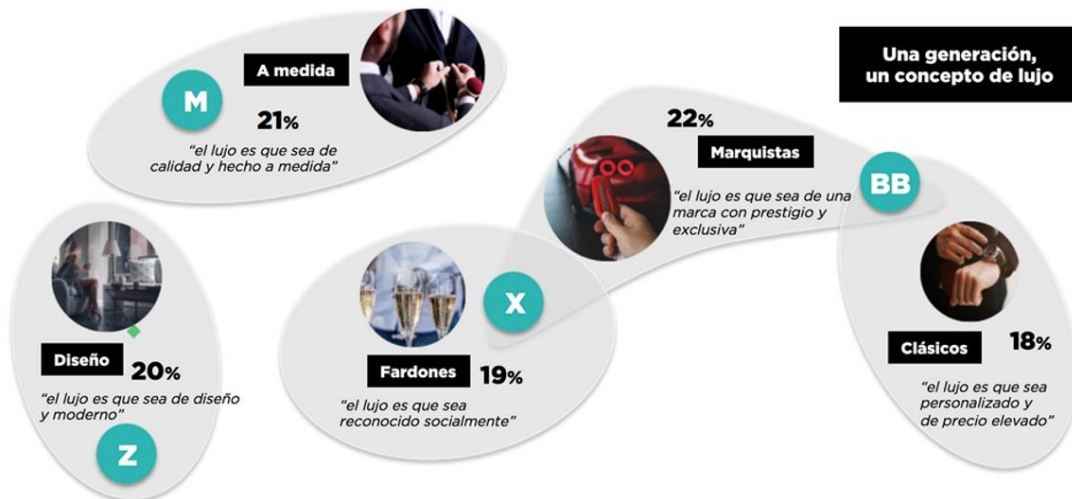 Una generación,
un concepto de lujo
A medida
M
21%
"el lujo es que sea de
calidad y hecho a medida"
22%
Marquistas
BB
"el lujo es que sea de una
marca con prestigio y
exclusiva"
Diseño
20%
"el lujo es que sea de diseño
y moderno"
Z
X
Fardones
19%
"el lujo es que sea
reconocido socialmente"
Clásicos
18%
"el lujo es que sea
personalizado y
de precio elevado"